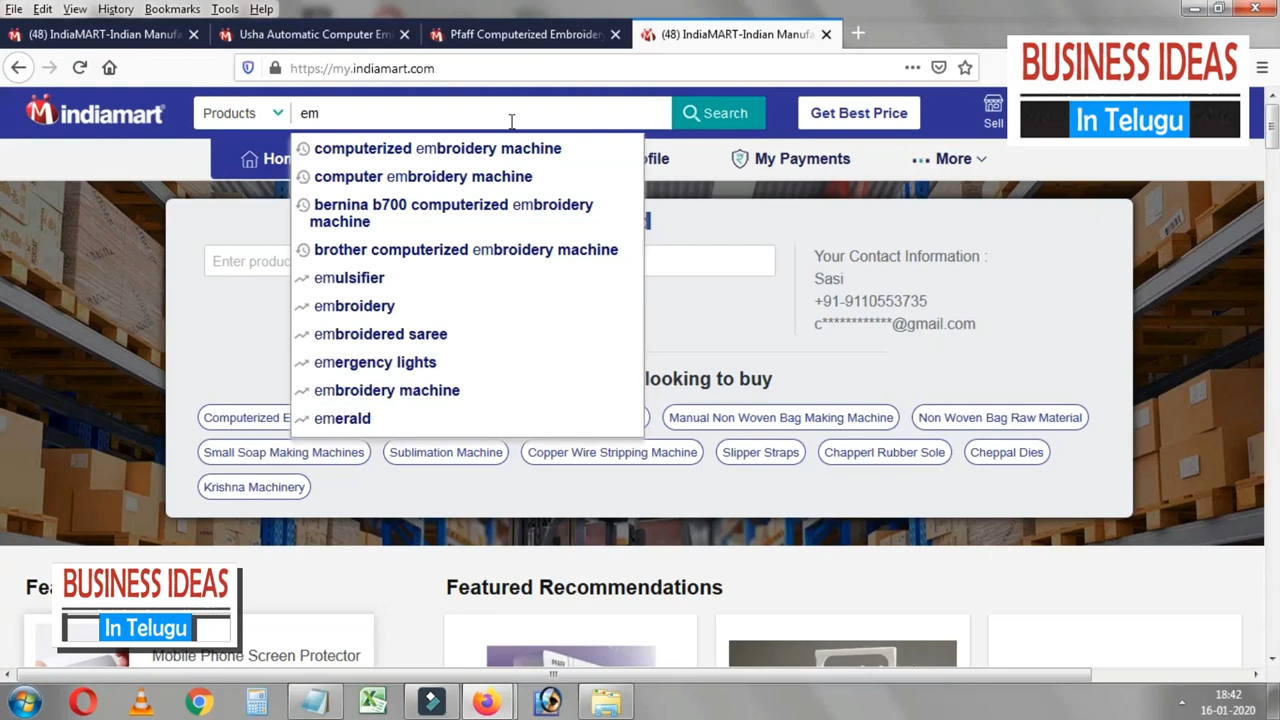 File Edit View History Bookmarks Tools Help
(48) IndiaMART-Indian Manufa
Usha Automatic Computer Em
Pfaff Computerized Embroider
(48) IndiaMART-Indian Manufa
https://my.indiamart.com
BUSINESS IDEAS
In Telugu
indiamart
Products
em
Search
Get Best Price
Sell
Hon
ofile
My Payments
More
computerized embroidery machine
computer embroidery machine
bernina b700 computerized embroidery
machine
brother computerized embroidery machine
emulsifier
embroidery
embroidered saree
emergency lights
embroidery machine
emerald
Enter produc
Your Contact Information :
Sasi
+91-9110553735
c************@gmail.com
looking to buy
Computerized E
Manual Non Woven Bag Making Machine
Non Woven Bag Raw Material
Small Soap Making Machines
Sublimation Machine
Copper Wire Stripping Machine
Slipper Straps
Chapperl Rubber Sole
Cheppal Dies
Krishna Machinery
Fea
BUSINESS IDEAS
In Telugu
Featured Recommendations
Mobile Phone Screen Protector
18:42
16-01-2020